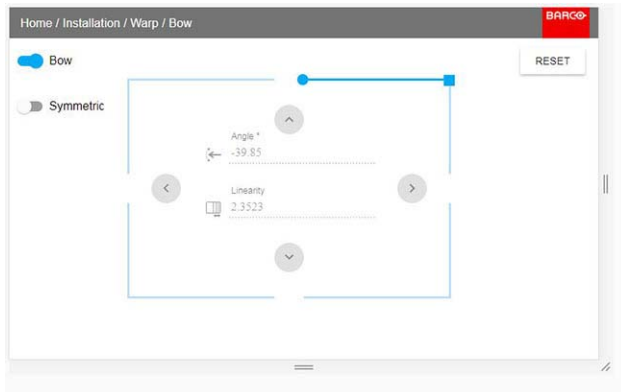 Home / Installation / Warp / Bow
BARCO
Bow
RESET
Symmetric
Angle *
-39.85
Linearity
2.3523